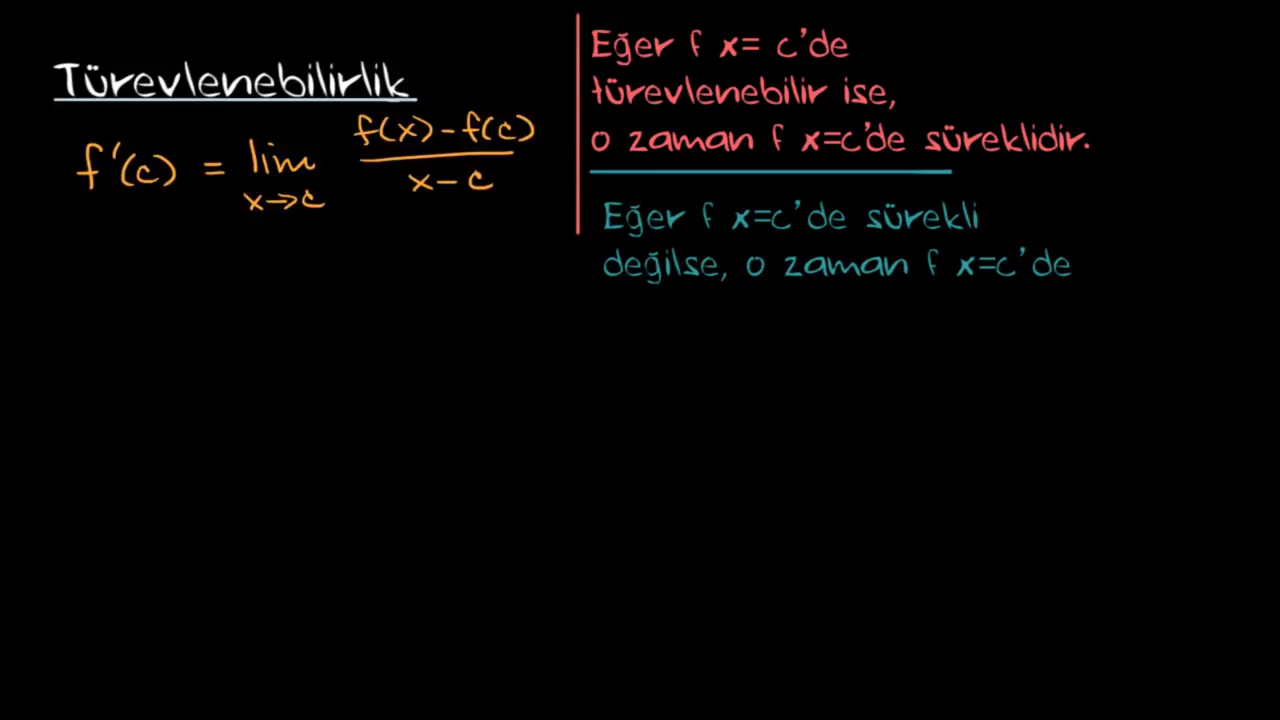 Türevlenebilirlik
f'(c) = lim x→c f(x)-f(c) / x-c
Eğer f x= c'de
türevlenebilir ise,
o zaman f x=c'de süreklidir.
Eğer f x=c'de sürekli
değilse, o zaman f x=c'de